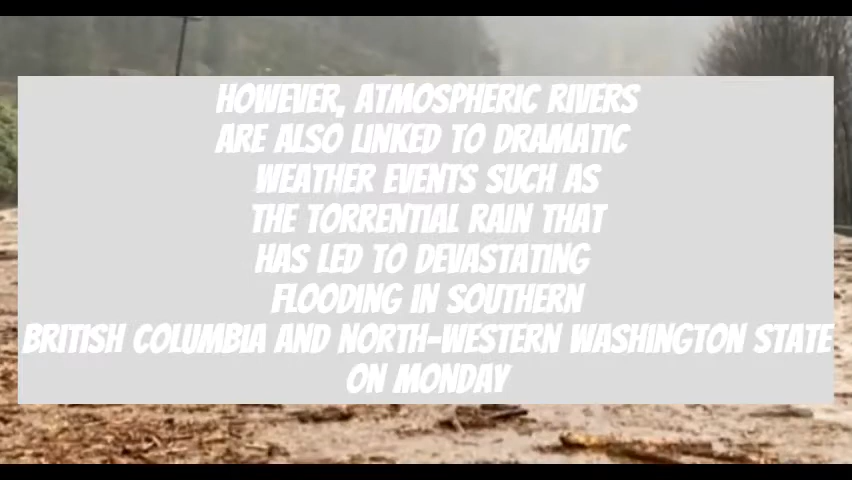 HOWEVER, ATMOSPHERIC RIVERS
ARE ALSO LINKED TO DRAMATIC
WEATHER EVENTS SUCH AS
THE TORRENTIAL RAIN THAT
HAS LED TO DEVASTATING
FLOODING IN SOUTHERN
BRITISH COLUMBIA AND NORTH-WESTERN WASHINGTON STATE
ON MONDAY